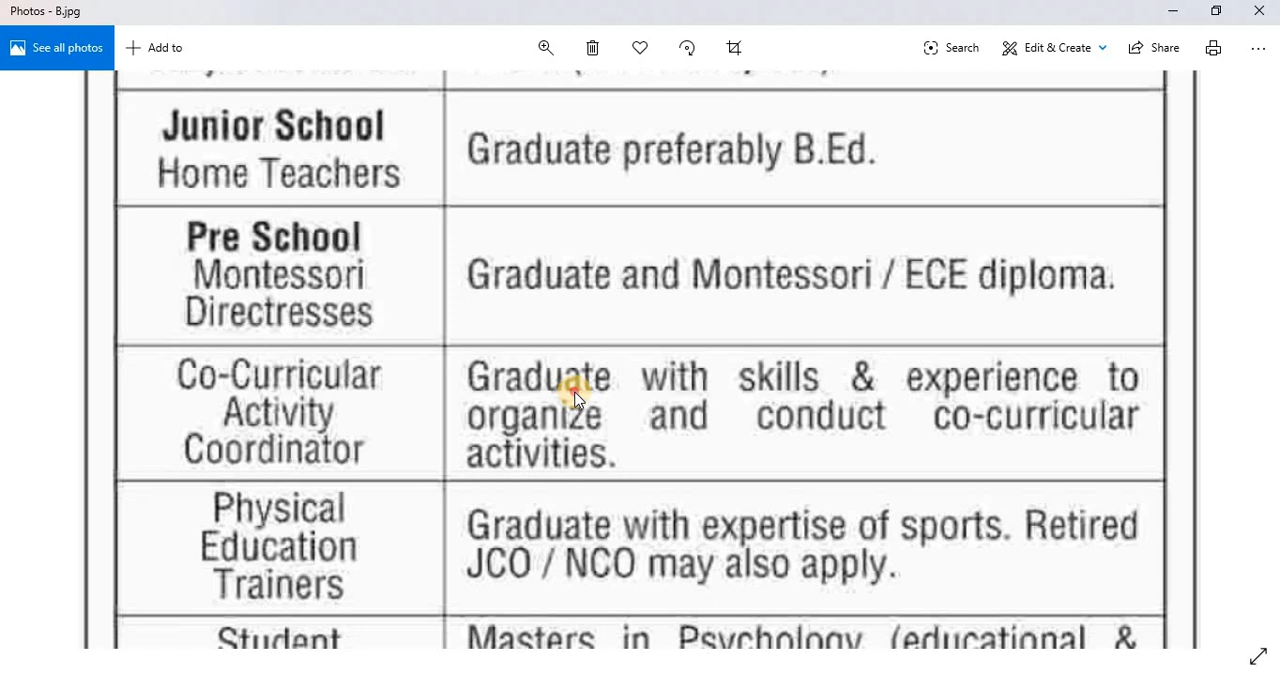 Photos - B.jpg
See all photos
Add to
Search
Edit & Create
Share
Junior School
Home Teachers
Graduate preferably B.Ed.
Pre School
Montessori
Directresses
Graduate and Montessori / ECE diploma.
Co-Curricular
Activity
Coordinator
Graduate with skills & experience to
organize and conduct co-curricular
activities.
Physical
Education
Trainers
Graduate with expertise of sports. Retired
JCO / NCO may also apply.
Student
Masters in Psychology (educational &